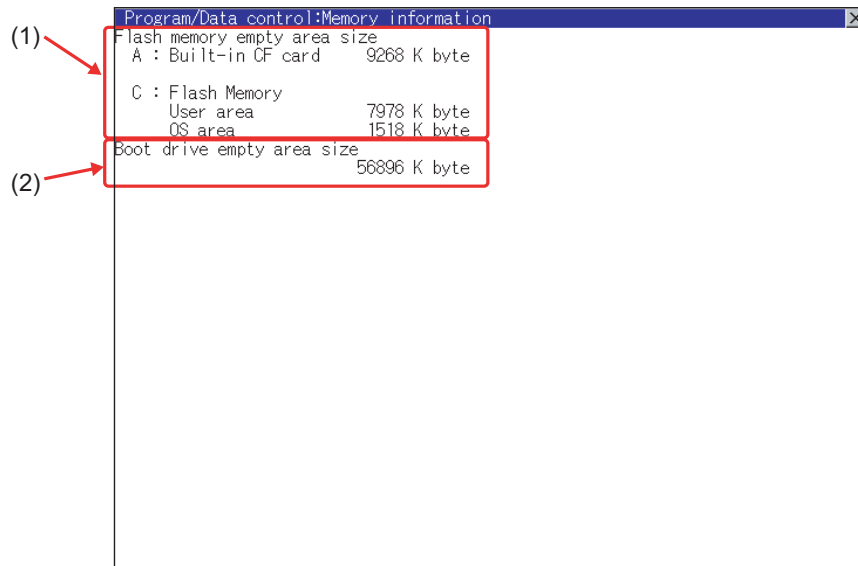 Program/Data control:Memory information
(1)
Flash memory empty area size
A : Built-in CF card 9268 K byte
C : Flash Memory
User area 7978 K byte
OS area 1518 K byte
Boot drive empty area size
56896 K byte
(2)